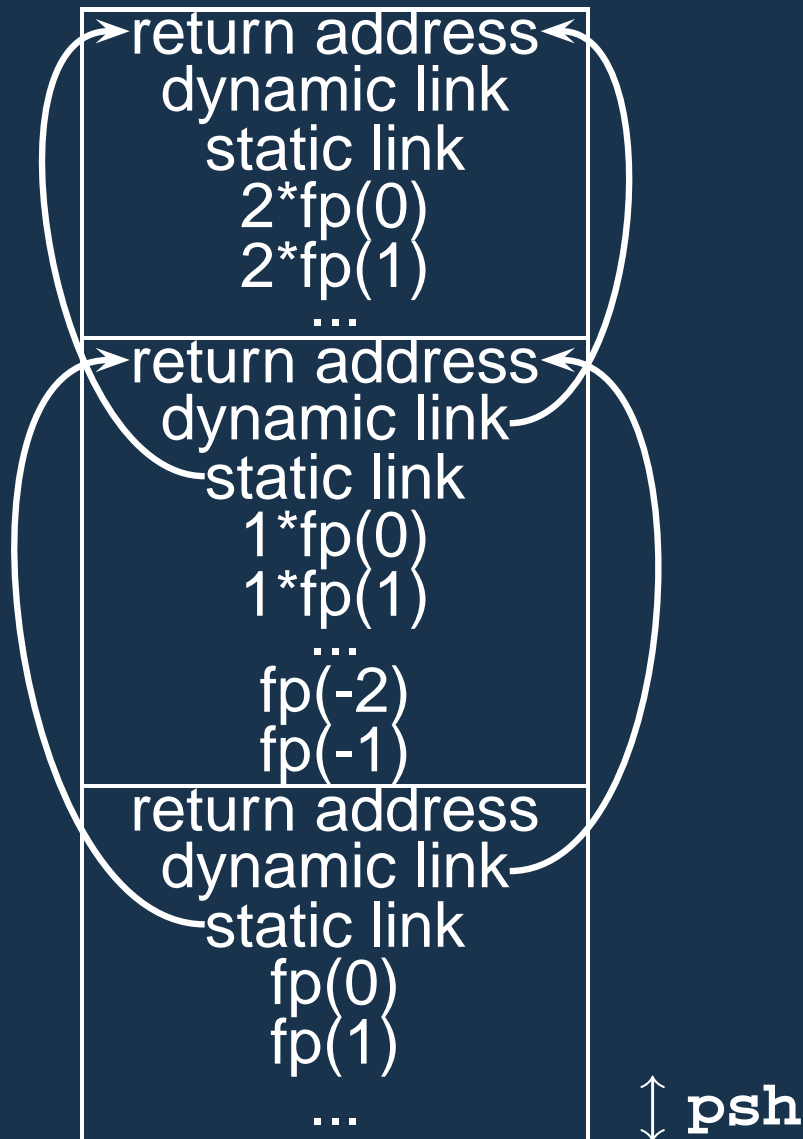 return address
dynamic link
static link
2*fp(0)
2*fp(1)
...
return address
dynamic link
static link
1*fp(0)
1*fp(1)
...
fp(-2)
fp(-1)
return address
dynamic link
static link
fp(0)
fp(1)
...
↕ psh